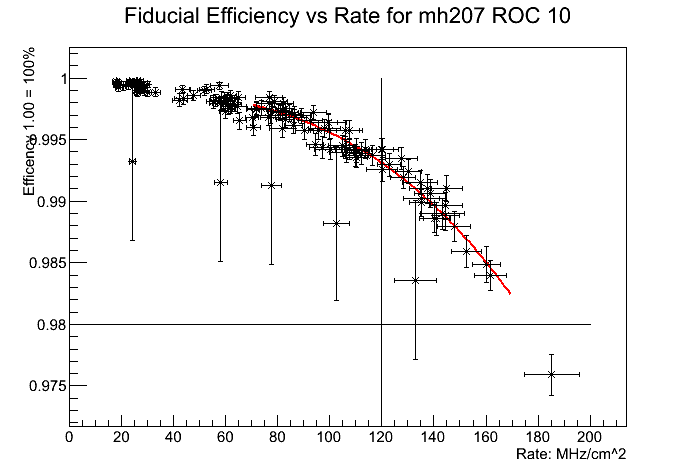 Fiducial Efficiency vs Rate for mh207 ROC 10
Efficency 1.00 = 100%
1
0.995
0.99
0.985
0.98
0.975
0 20 40 60 80 100 120 140 160 180 200
Rate: MHz/cm^2